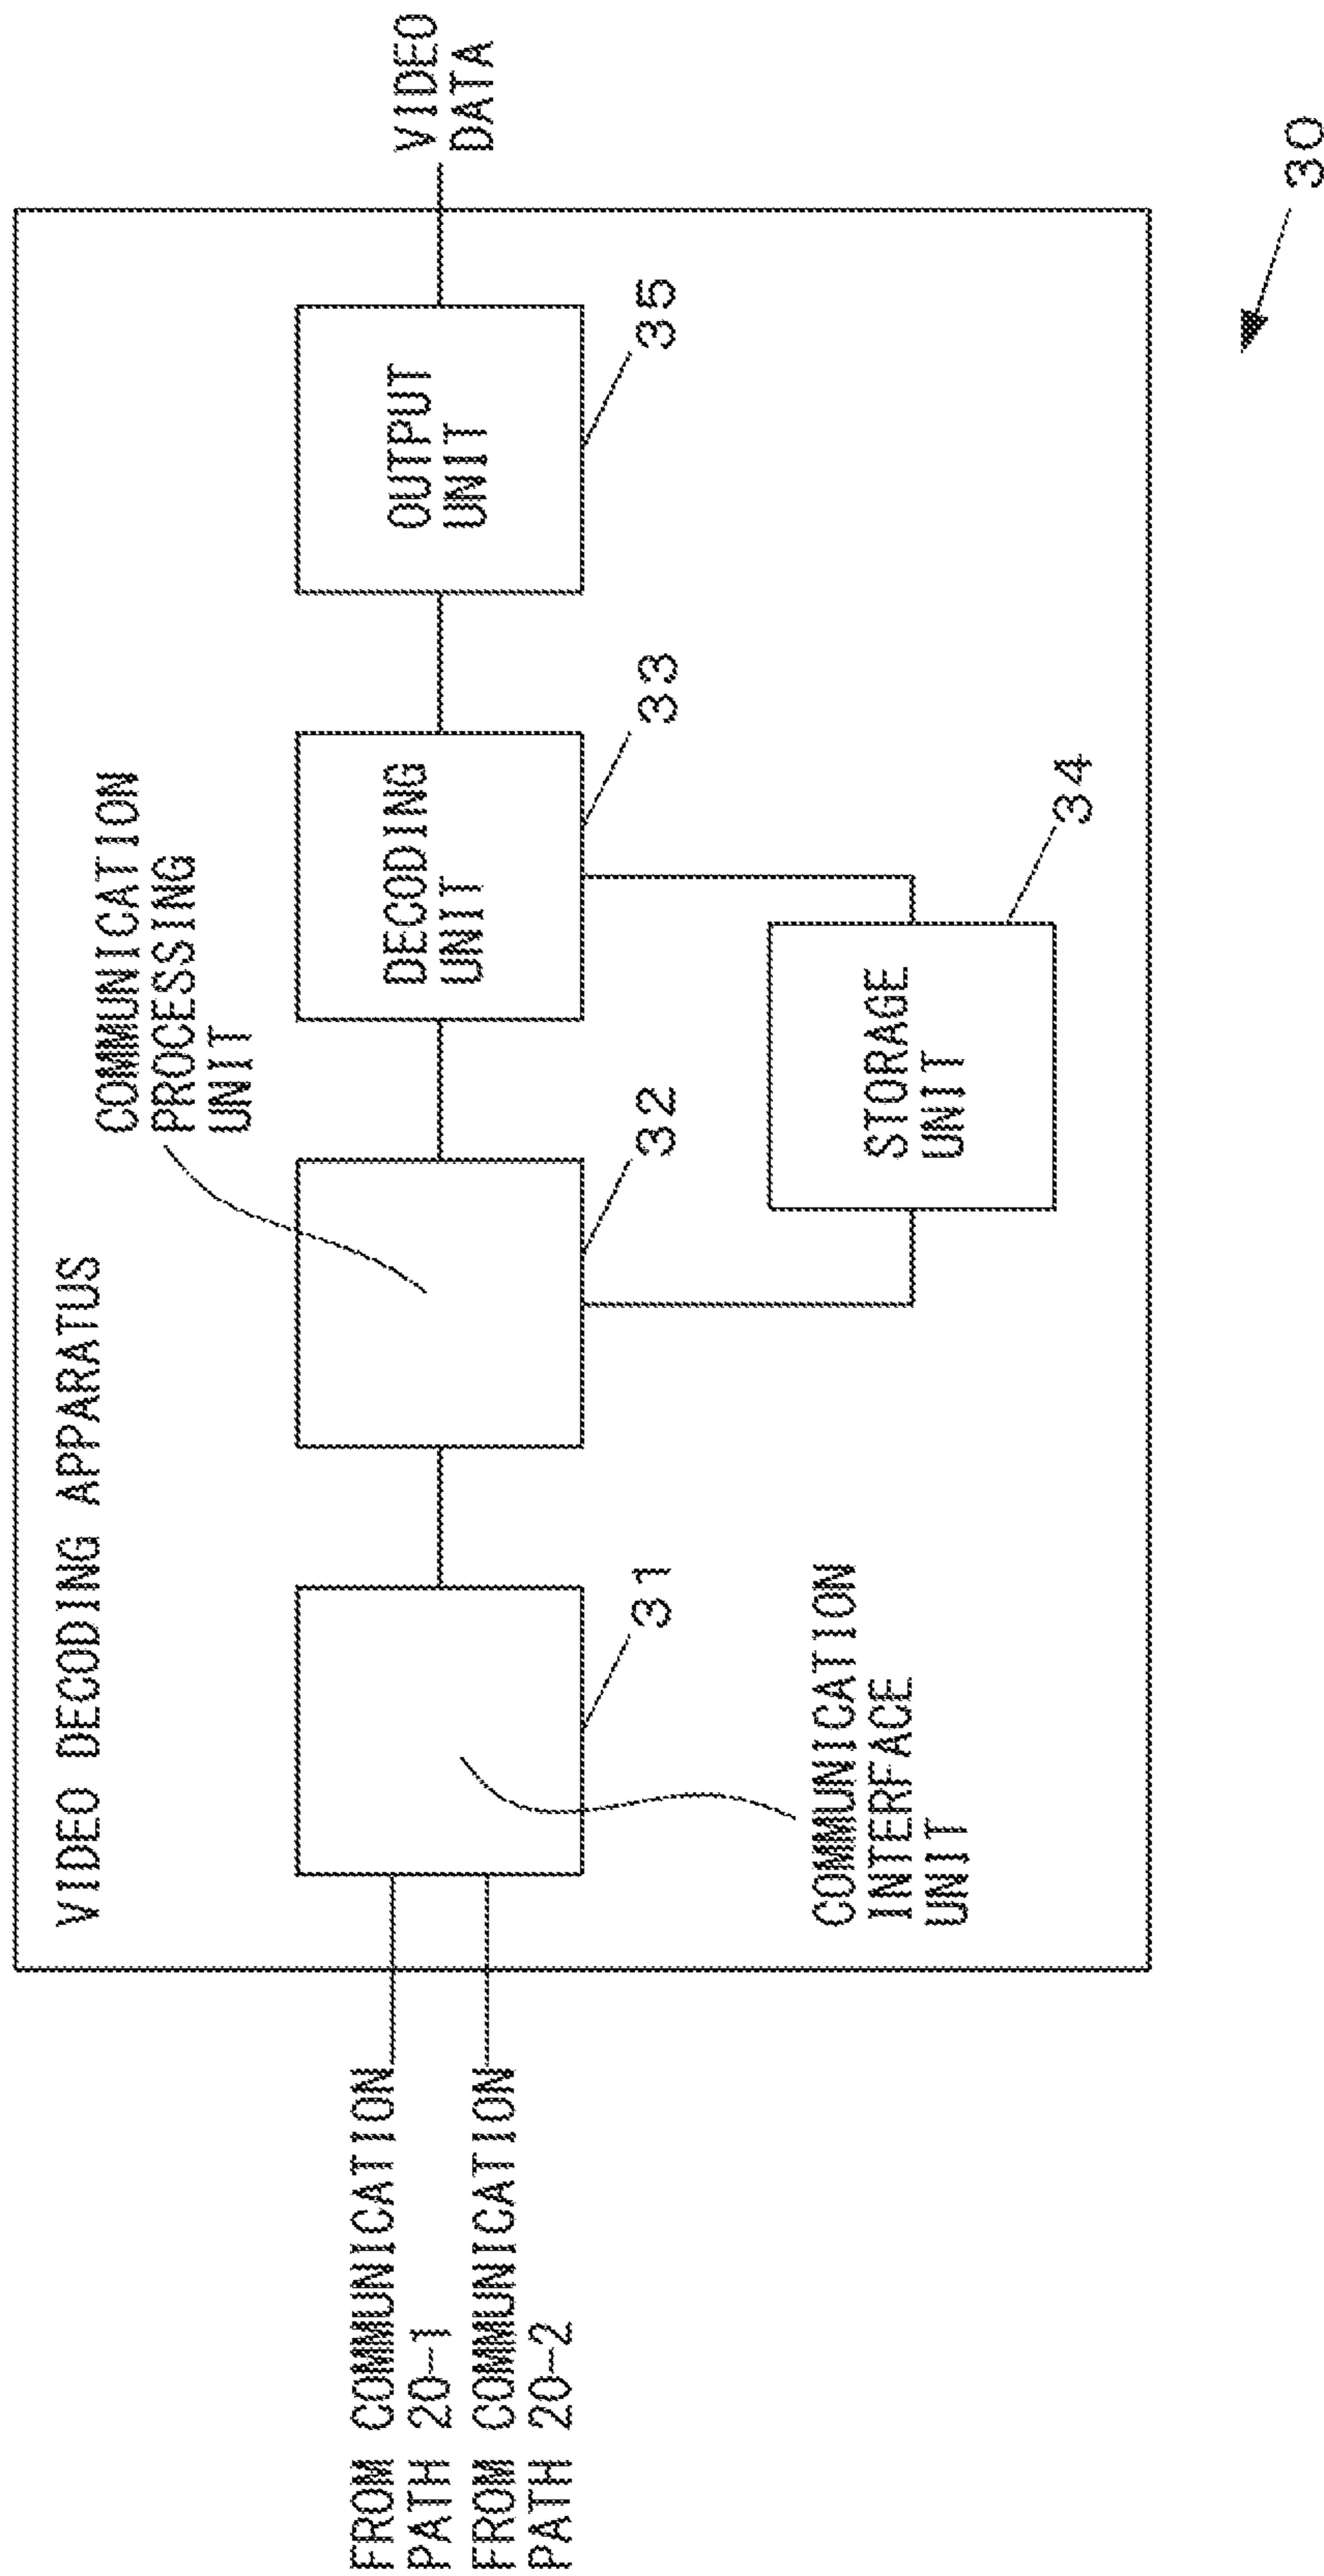 VIDEO DECODING APPARATUS
COMMUNICATION
PROCESSING
UNIT
FROM COMMUNICATION
PATH 20-1
FROM COMMUNICATION
PATH 20-2
31
32
DECODING
UNIT
33
OUTPUT
UNIT
35
VIDEO
DATA
COMMUNICATION
INTERFACE
UNIT
STORAGE
UNIT
34
30